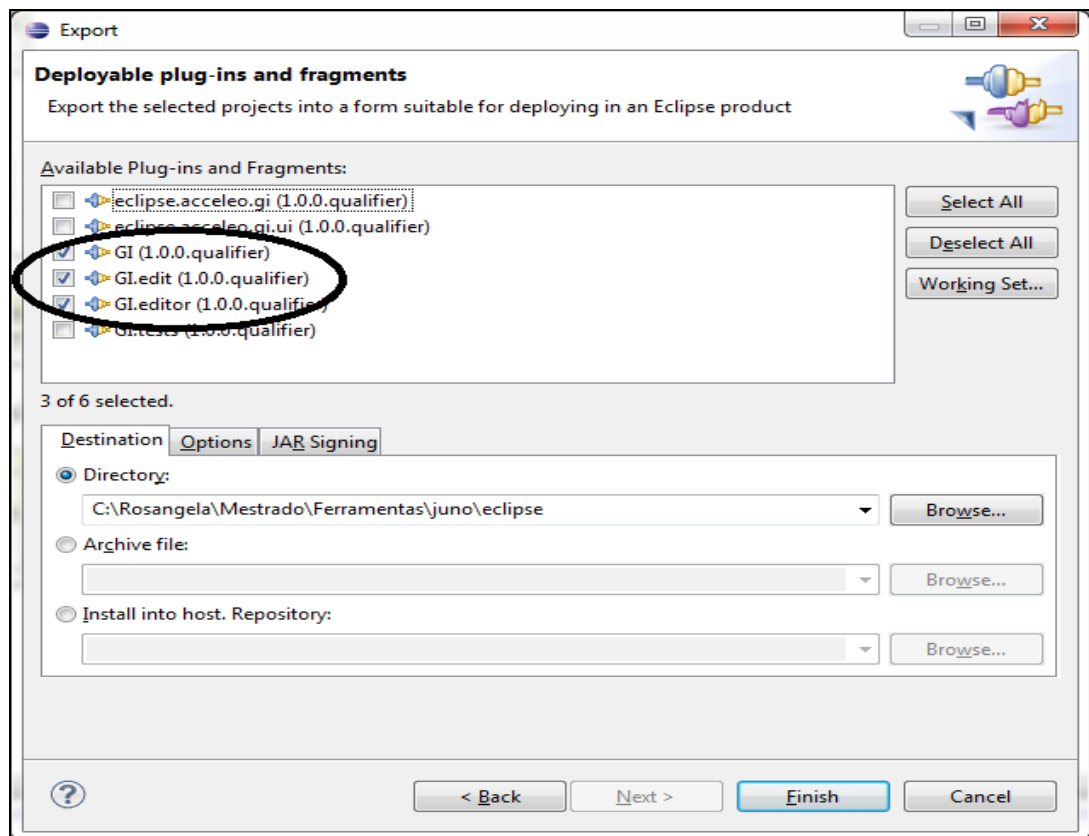 Export
Deployable plug-ins and fragments
Export the selected projects into a form suitable for deploying in an Eclipse product
Available Plug-ins and Fragments:
eclipse.acceleo.gi (1.0.0.qualifier)
Select All
eclipse.acceleo.gi.ui (1.0.0.qualifier)
GI (1.0.0.qualifier)
Deselect All
GI.edit (1.0.0.qualifier)
Working Set...
GI.editor (1.0.0.qualifier)
GI.tests (1.0.0.qualifier)
3 of 6 selected.
Destination Options JAR Signing
Directory:
C:\Rosangela\Mestrado\Ferramentas\juno\eclipse Browse...
Archive file:
Browse...
Install into host. Repository:
Browse...
? < Back Next > Finish Cancel